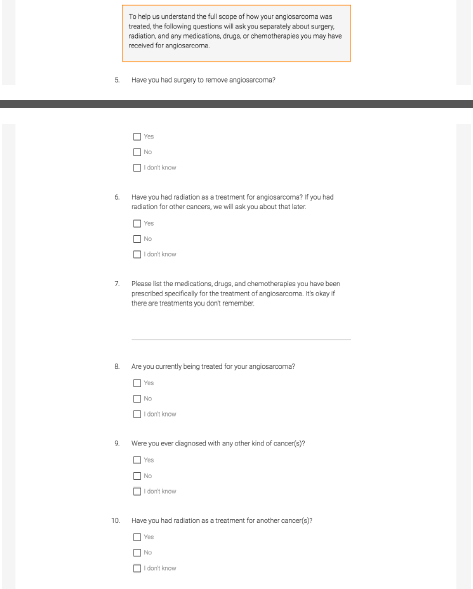 To help us understand the full scope of how your angiosarcoma was
treated, the following questions will ask you separately about surgery,
radiation, and any medications, drugs, or chemotherapies you may have
received for angiosarcoma.
5. Have you had surgery to remove angiosarcoma?
Yes
No
I don't know
6. Have you had radiation as a treatment for angiosarcoma? If you had
radiation for other cancers, we will ask you about that later.
Yes
No
I don't know
7. Please list the medications, drugs, and chemotherapies you have been
prescribed specifically for the treatment of angiosarcoma. It's okay if
there are treatments you don't remember.
8. Are you currently being treated for your angiosarcoma?
Yes
No
I don't know
9. Were you ever diagnosed with any other kind of cancer(s)?
Yes
No
I don't know
10. Have you had radiation as a treatment for another cancer(s)?
Yes
No
I don't know